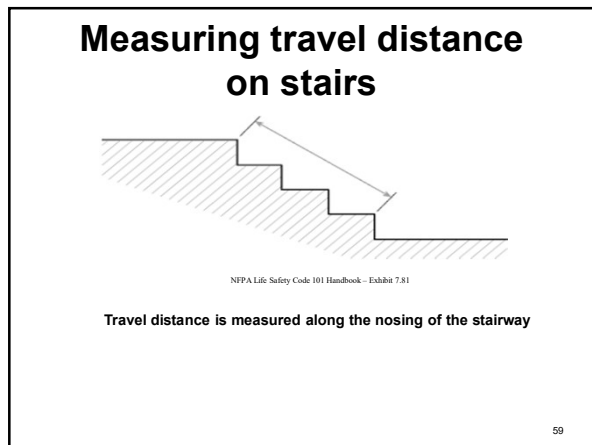 Measuring travel distance
on stairs
NFPA Life Safety Code 101 Handbook – Exhibit 7.81
Travel distance is measured along the nosing of the stairway
59